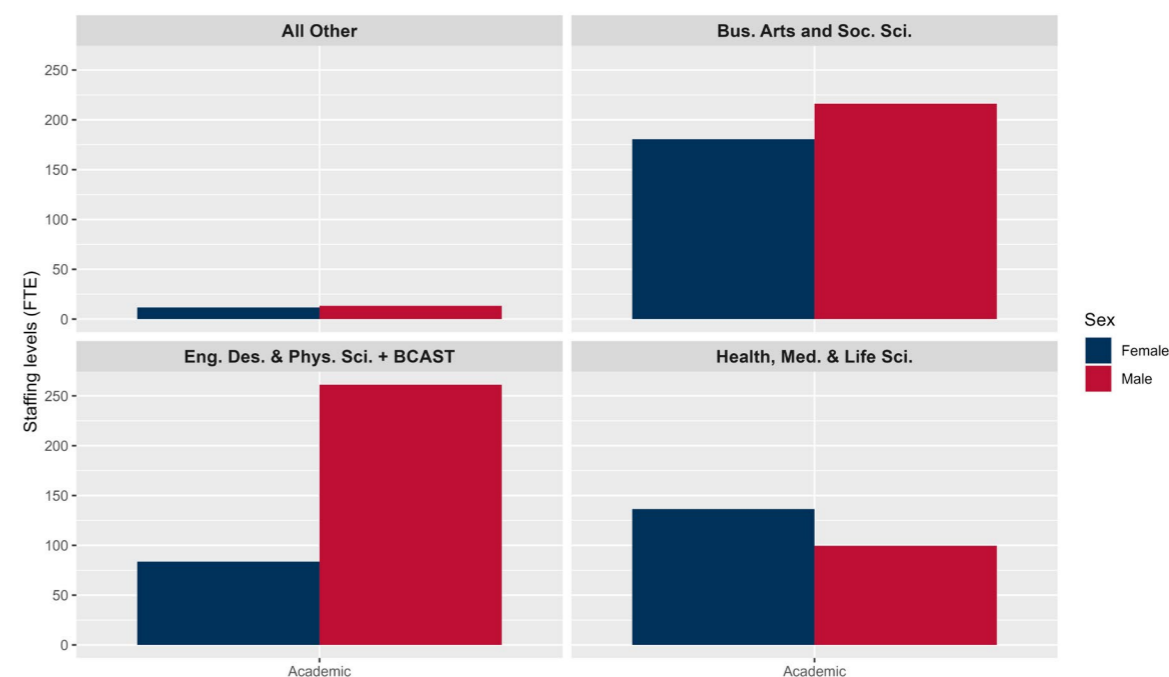 All Other
Bus. Arts and Soc. Sci.
250
200
150
100
50
0
Eng. Des. & Phys. Sci. + BCAST
Health, Med. & Life Sci.
250
200
150
100
50
0
Academic
Academic
Staffing levels (FTE)
Sex
Female
Male